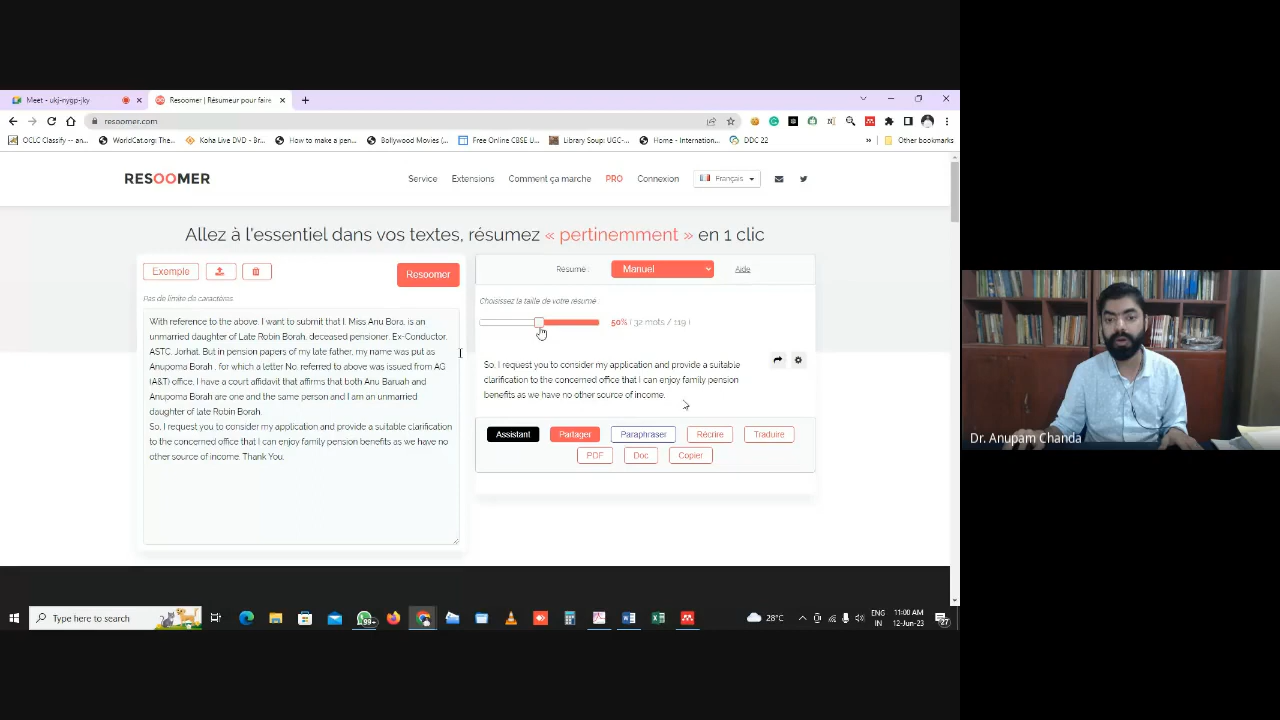 Meet - ukj-nygp-jky
Resoomer | Résumeur pour faire
resoomer.com
OCLC Classify -- an...
WorldCat.org: The...
Koha Live DVD - Br...
How to make a pen...
Bollywood Movies (...
Free Online CBSE U...
Library Soup: UGC-...
Home - Internation...
DDC 22
»
Other bookmarks
RESOOMER
Service
Extensions
Comment ça marche
PRO
Connexion
Français
Allez à l'essentiel dans vos textes, résumez « pertinemment » en 1 clic
Exemple
Resoomer
Pas de limite de caractères
With reference to the above, I want to submit that I, Miss Anu Bora, is an
unmarried daughter of Late Robin Borah, deceased pensioner, Ex-Conductor,
ASTC, Jorhat. But in pension papers of my late father, my name was put as
Anupoma Borah , for which a letter No. referred to above was issued from AG
(A&T) office, I have a court affidavit that affirms that both Anu Baruah and
Anupoma Borah are one and the same person and I am an unmarried
daughter of late Robin Borah.
So, I request you to consider my application and provide a suitable clarification
to the concerned office that I can enjoy family pension benefits as we have no
other source of income. Thank You.
Résumé :
Manuel
Aide
Choisissez la taille de votre résumé
50% ( 32 mots / 119 )
So, I request you to consider my application and provide a suitable
clarification to the concerned office that I can enjoy family pension
benefits as we have no other source of income.
Assistant
Partager
Paraphraser
Récrire
Traduire
PDF
Doc
Copier
Dr. Anupam Chanda
Type here to search
99+
28°C
ENG
IN
11:00 AM
12-Jun-23
27